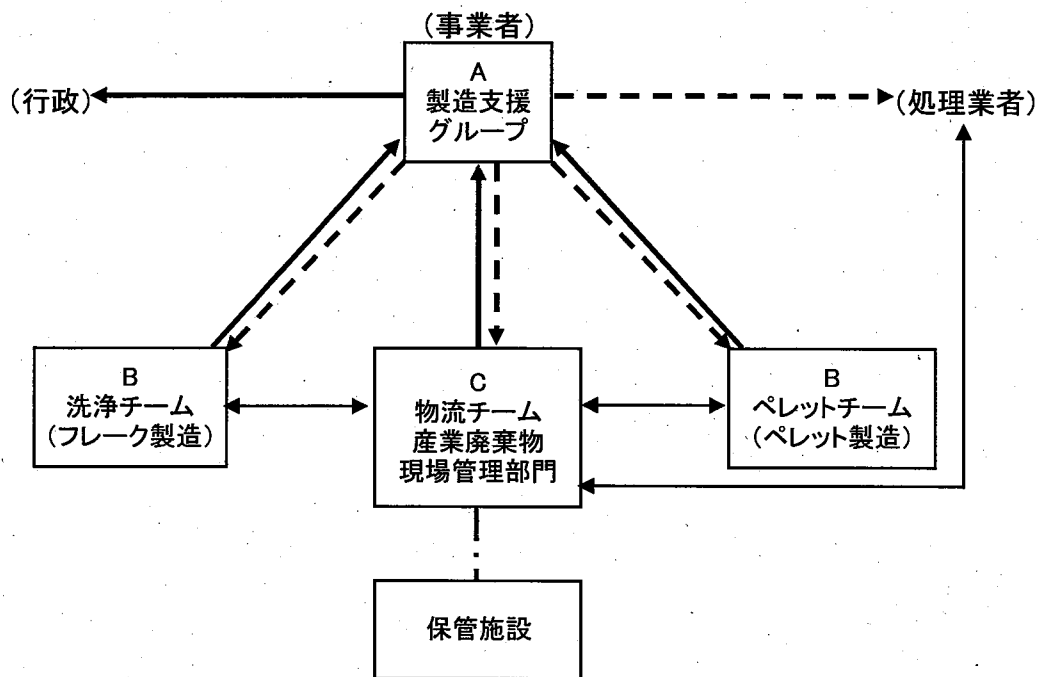 (事業者)
A
製造支援
グループ
(行政)
(処理業者)
B
洗浄チーム
(フレーク製造)
C
物流チーム
産業廃棄物
現場管理部門
B
ペレットチーム
(ペレット製造)
保管施設